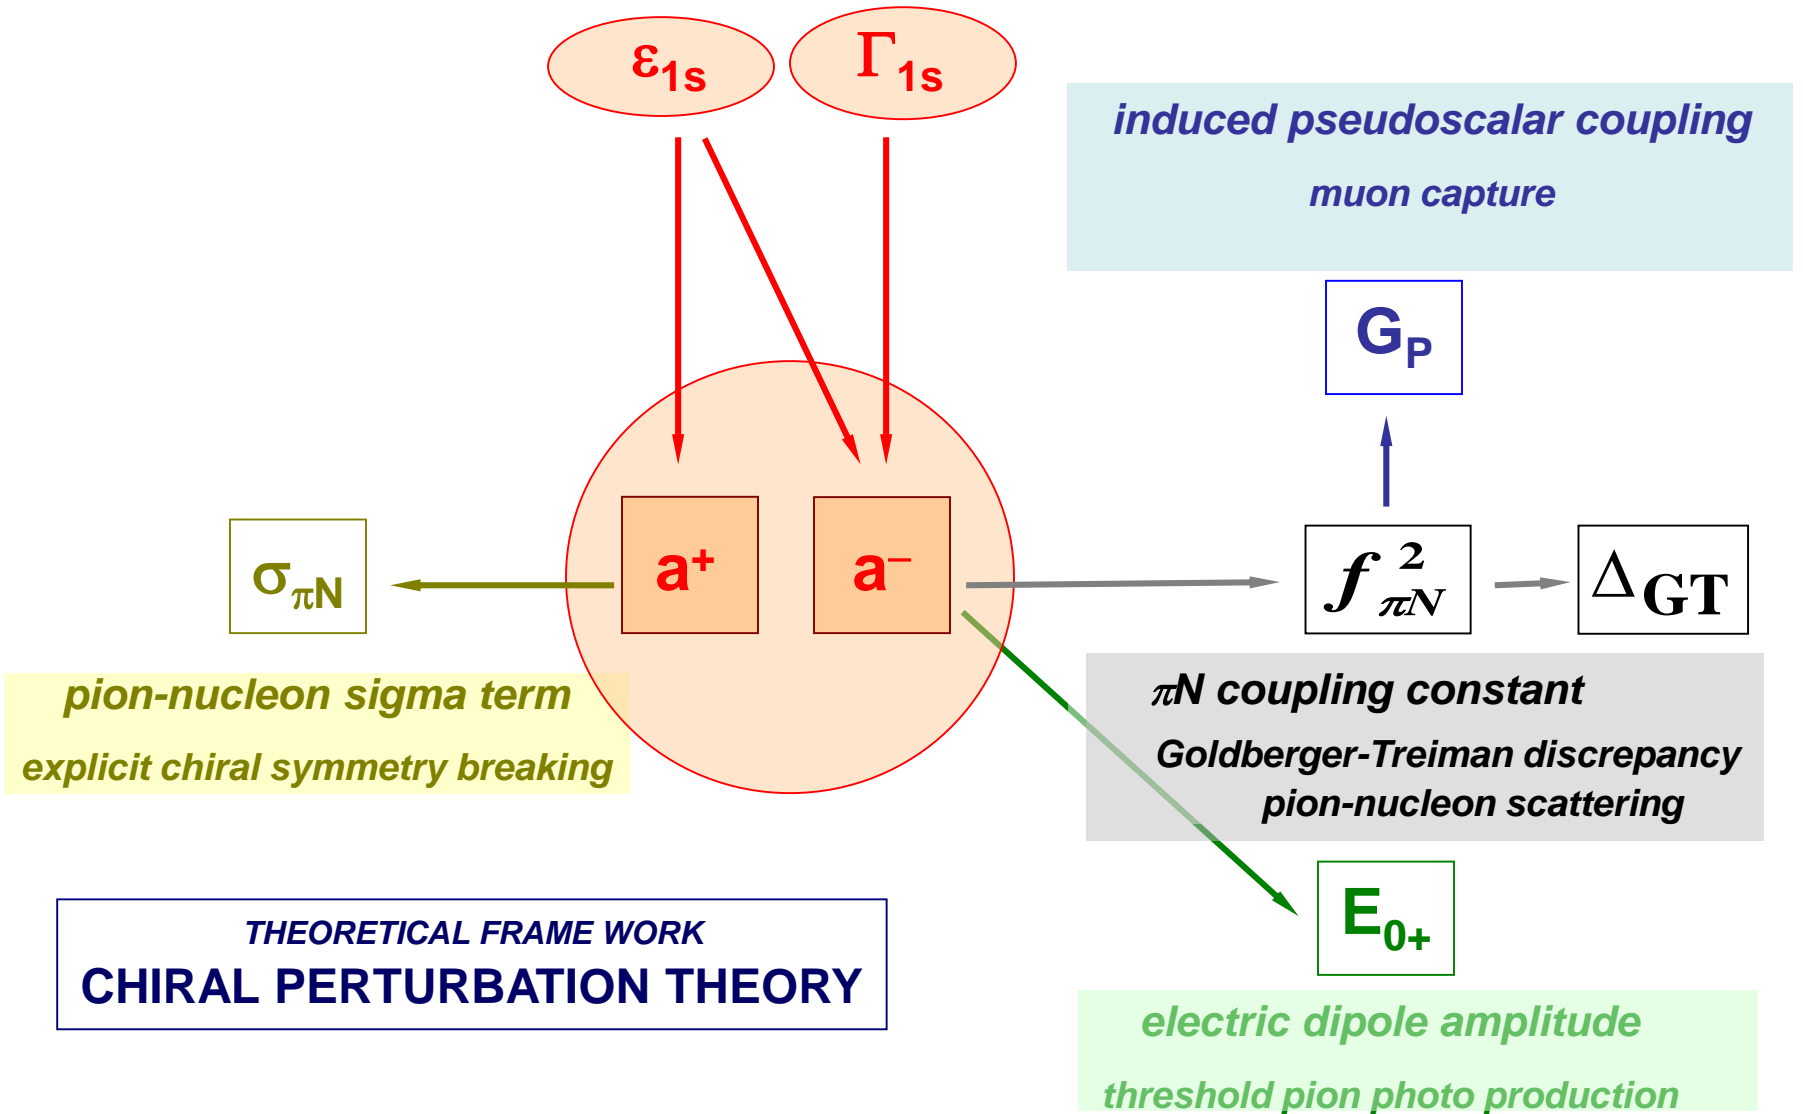 ε1s
Γ1s
induced pseudoscalar coupling
muon capture
GP
σπN
a+
a–
f 2πN
ΔGT
pion-nucleon sigma term
explicit chiral symmetry breaking
πN coupling constant
Goldberger-Treiman discrepancy
pion-nucleon scattering
THEORETICAL FRAME WORK
CHIRAL PERTURBATION THEORY
E0+
electric dipole amplitude
threshold pion photo production